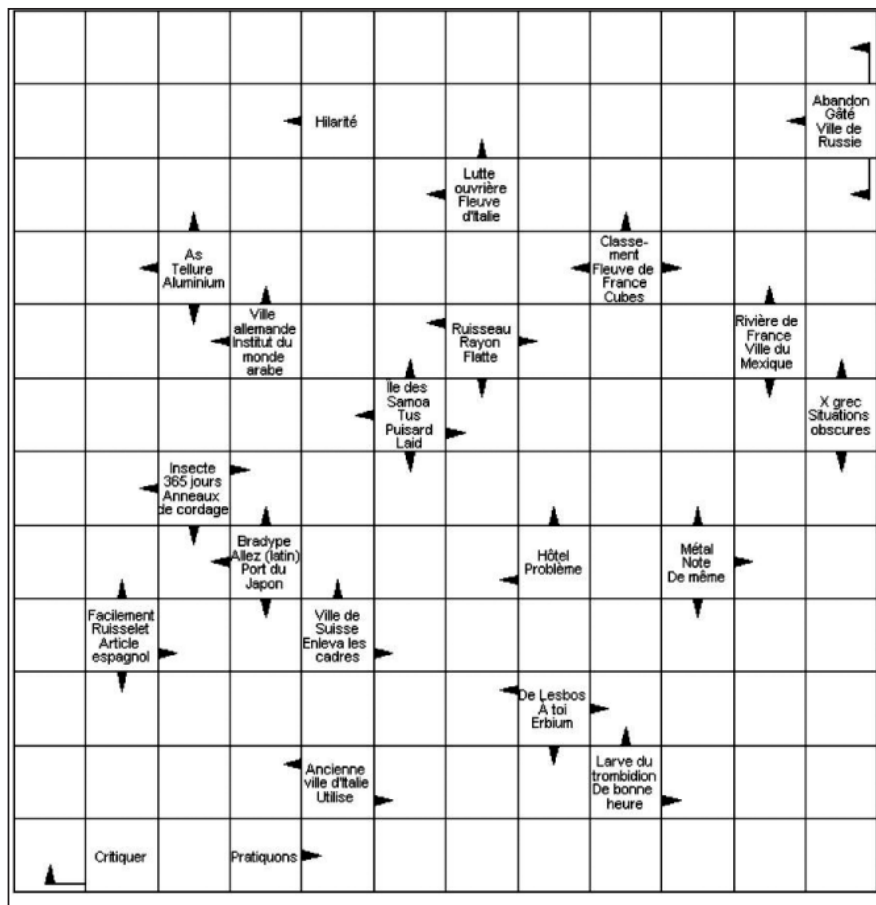 Hilarité
Abandon
Gâté
Ville de
Russie
Lutte
ouvrière
Fleuve
d'Italie
As
Tellure
Aluminium
Classe-
ment
Fleuve de
France
Cubes
Ville
allemande
Institut du
monde
arabe
Ruisseau
Rayon
Flatte
Rivière de
France
Ville du
Mexique
Île des
Samoa
Tus
Puisard
Laid
X grec
Situations
obscures
Insecte
365 jours
Anneaux
de cordage
Bradype
Allez (latin)
Port du
Japon
Hôtel
Problème
Métal
Note
De même
Facilement
Ruisselet
Article
espagnol
Ville de
Suisse
Enleva les
cadres
De Lesbos
À toi
Erbium
Ancienne
ville d'Italie
Utilise
Larve du
trombidion
De bonne
heure
Critiquer
Pratiquons